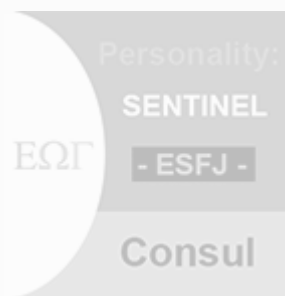 Personality:
SENTINEL
ΕΩΓ
- ESFJ -
Consul